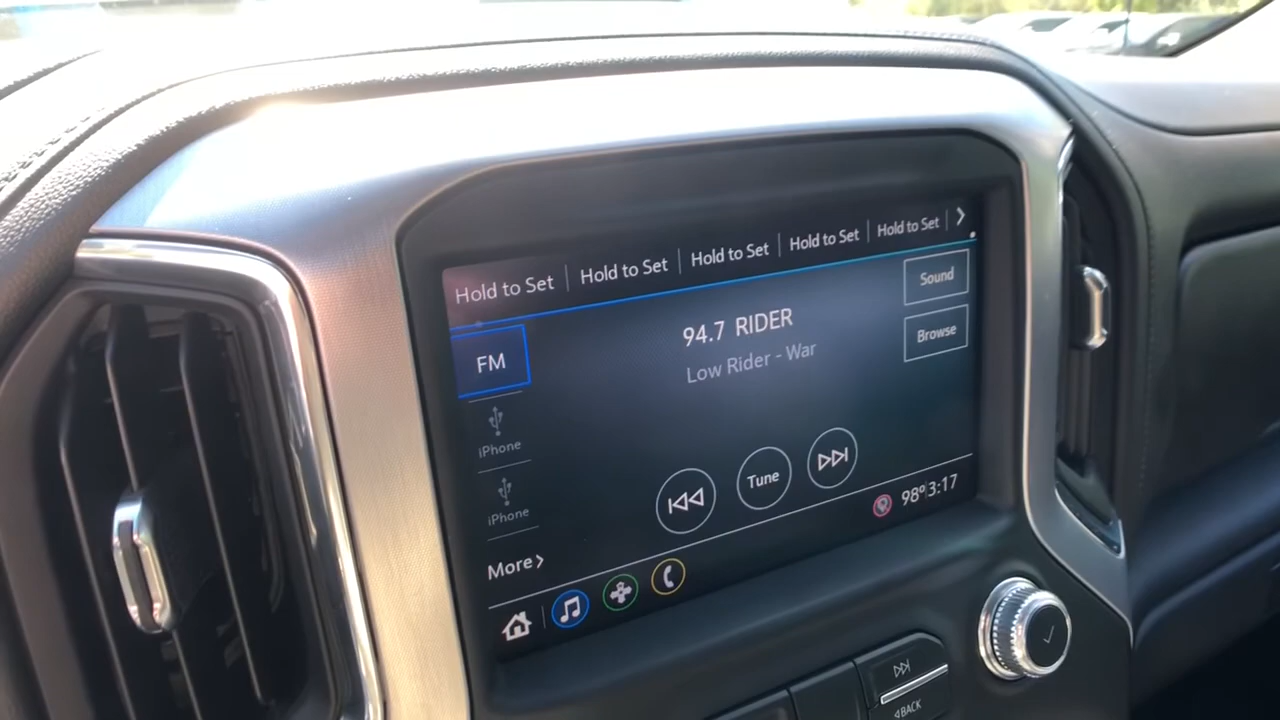 Hold to Set Hold to Set Hold to Set Hold to Set Hold to Set
Sound
94.7 RIDER
Browse
FM
Low Rider - War
iPhone
Tune
iPhone
98° 3:17
More
BACK